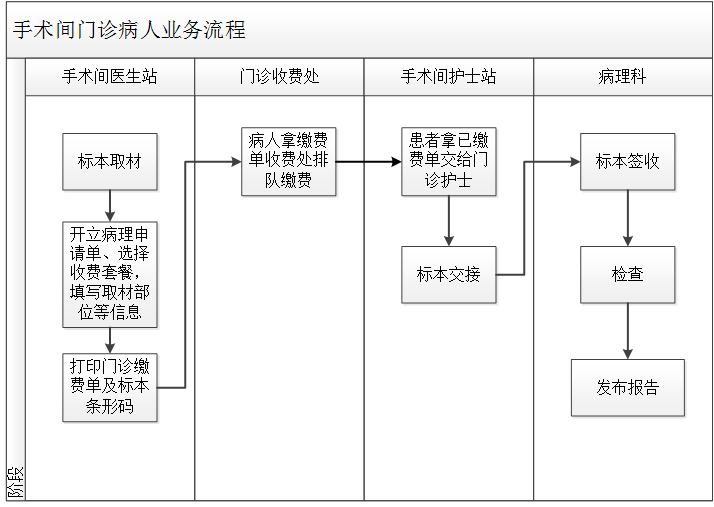 手术间门诊病人业务流程
手术间医生站
门诊收费处
手术间护士站
病理科
标本取材
开立病理申
请单、选择
收费套餐，
填写取材部
位等信息
打印门诊缴
费单及标本
条形码
病人拿缴费
单收费处排
队缴费
患者拿已缴
费单交给门
诊护士
标本交接
标本签收
检查
发布报告
阶段